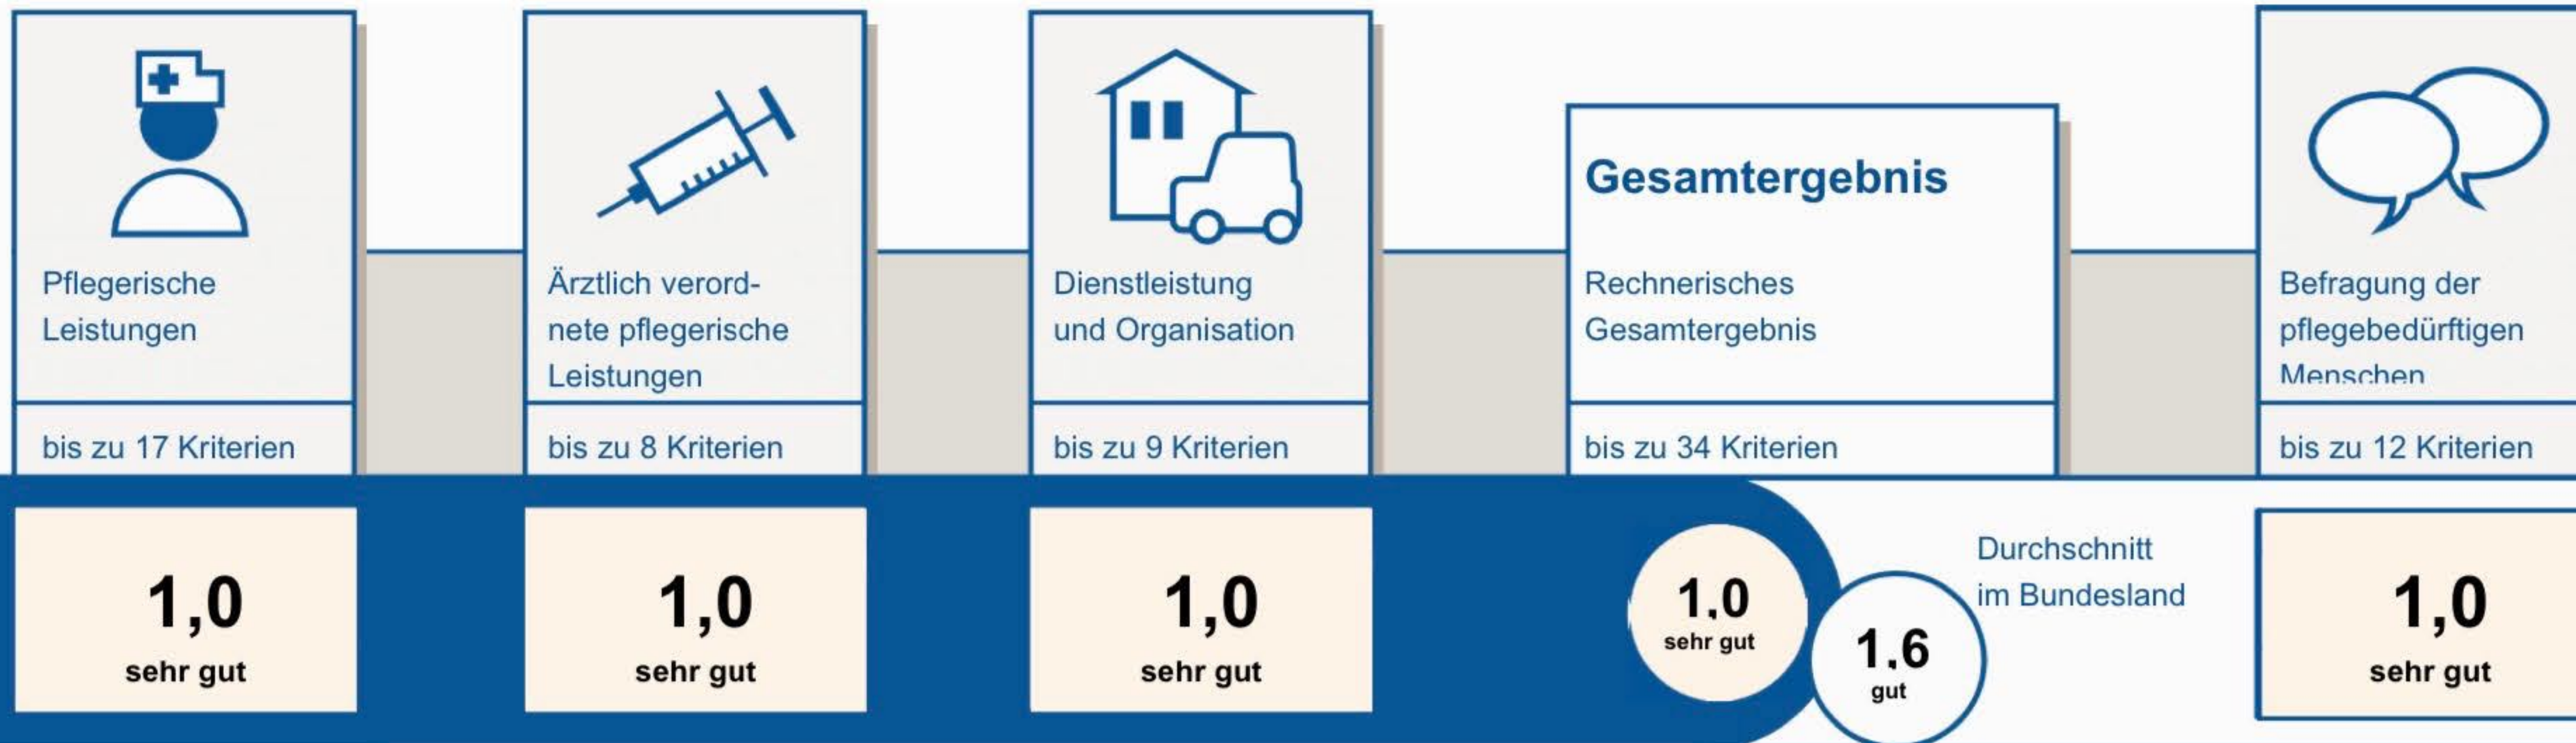 Pflegerische
Leistungen
bis zu 17 Kriterien
1,0
sehr gut
Ärztlich verord-
nete pflegerische
Leistungen
bis zu 8 Kriterien
1,0
sehr gut
Dienstleistung
und Organisation
bis zu 9 Kriterien
1,0
sehr gut
Gesamtergebnis
Rechnerisches
Gesamtergebnis
bis zu 34 Kriterien
1,0
sehr gut
1,6
gut
Durchschnitt
im Bundesland
Befragung der
pflegebedürftigen
Menschen
bis zu 12 Kriterien
1,0
sehr gut